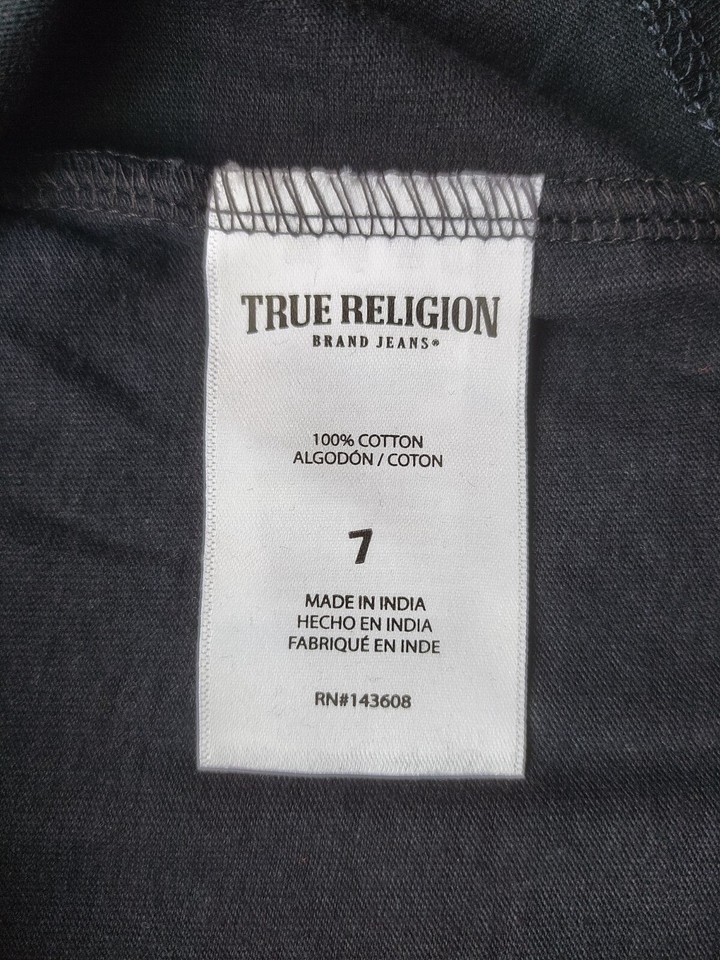 TRUE RELIGION
BRAND JEANS®
100% COTTON
ALGODÓN / COTON
7
MADE IN INDIA
HECHO EN INDIA
FABRIQUÉ EN INDE
RN#143608